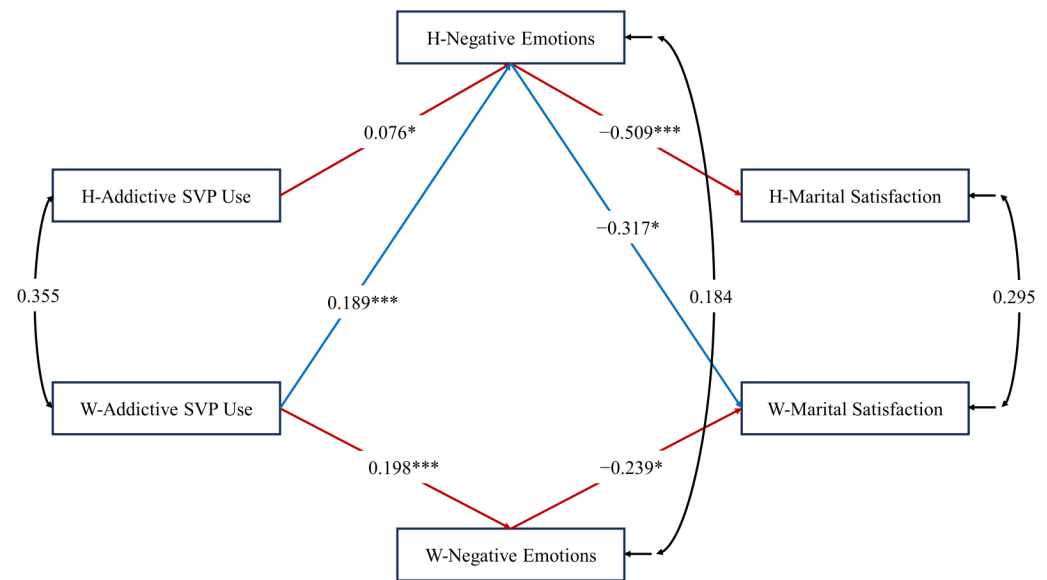 H-Negative Emotions
0.076*
−0.509***
H-Addictive SVP Use
H-Marital Satisfaction
−0.317*
0.355
0.189***
0.184
0.295
W-Addictive SVP Use
W-Marital Satisfaction
0.198***
−0.239*
W-Negative Emotions